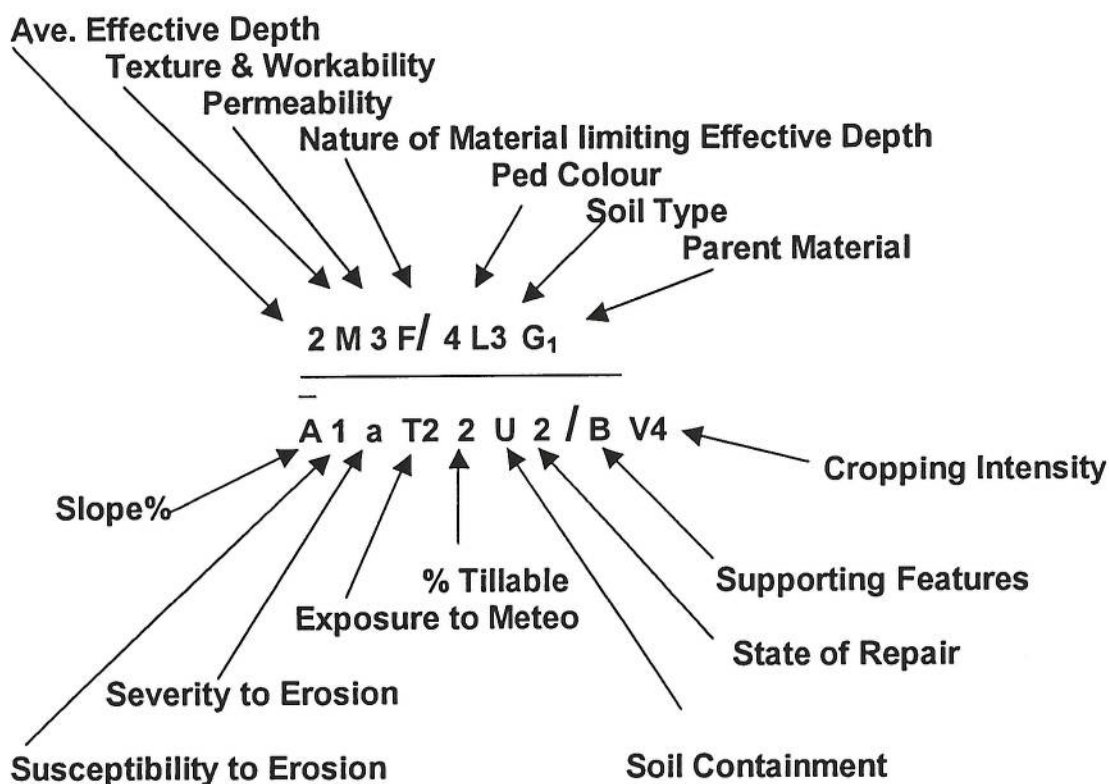 Ave. Effective Depth
Texture & Workability
Permeability
Nature of Material limiting Effective Depth
Ped Colour
Soil Type
Parent Material
2 M 3 F/ 4 L3 G₁
A 1 a T2 2 U 2 / B V4
Cropping Intensity
Slope%
% Tillable
Supporting Features
Exposure to Meteo
State of Repair
Severity to Erosion
Susceptibility to Erosion
Soil Containment